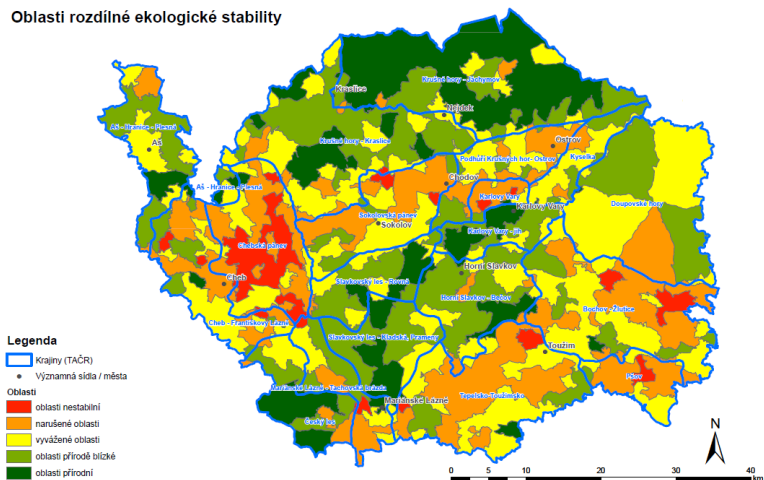 Oblasti rozdílné ekologické stability
Kraslice
Krušné hory - Jáchymov
Nejdek
Aš - Hranice - Plesná
Aš
Krušné hory - Kraslice
Ostrov
Podhůří Krušných hor- Ostrov
Kyselka
Chodov
Aš - Hranice - Plesná
Karlovy Vary
Karlovy Vary
Doupovské hory
Sokolovská pánev
Sokolov
Karlovy Vary - jih
Chebská pánev
Horní Slavkov
Cheb
Slavkovský les - Rovná
Horní Slavkov - Bečov
Bochov - Žlutice
Cheb - Františkovy Lázně
Slavkovský les - Kladská, Prameny
Toužim
Mariánské Lázně - Tachovská brázda
Mariánské Lázně
Tepelsko-Toužimsko
Český les
Legenda
Krajiny (TAČR)
Významná sídla / města
Oblasti
oblasti nestabilní
narušené oblasti
vyvážené oblasti
oblasti přírodě blízké
oblasti přírodní
N
0 5 10 20 30 40
km